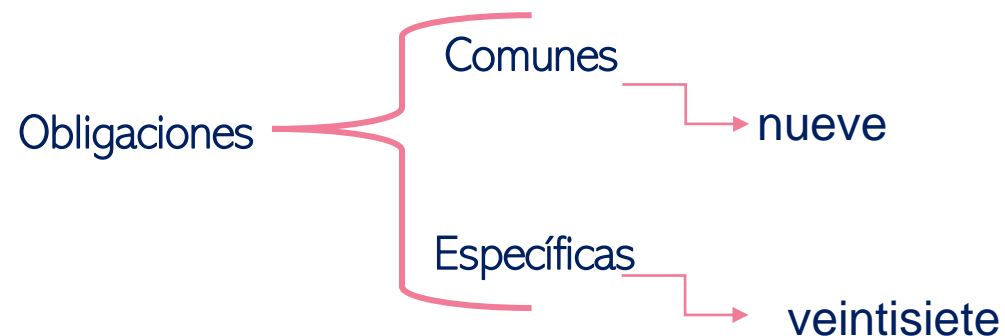 Comunes
nueve
Obligaciones
Específicas
veintisiete